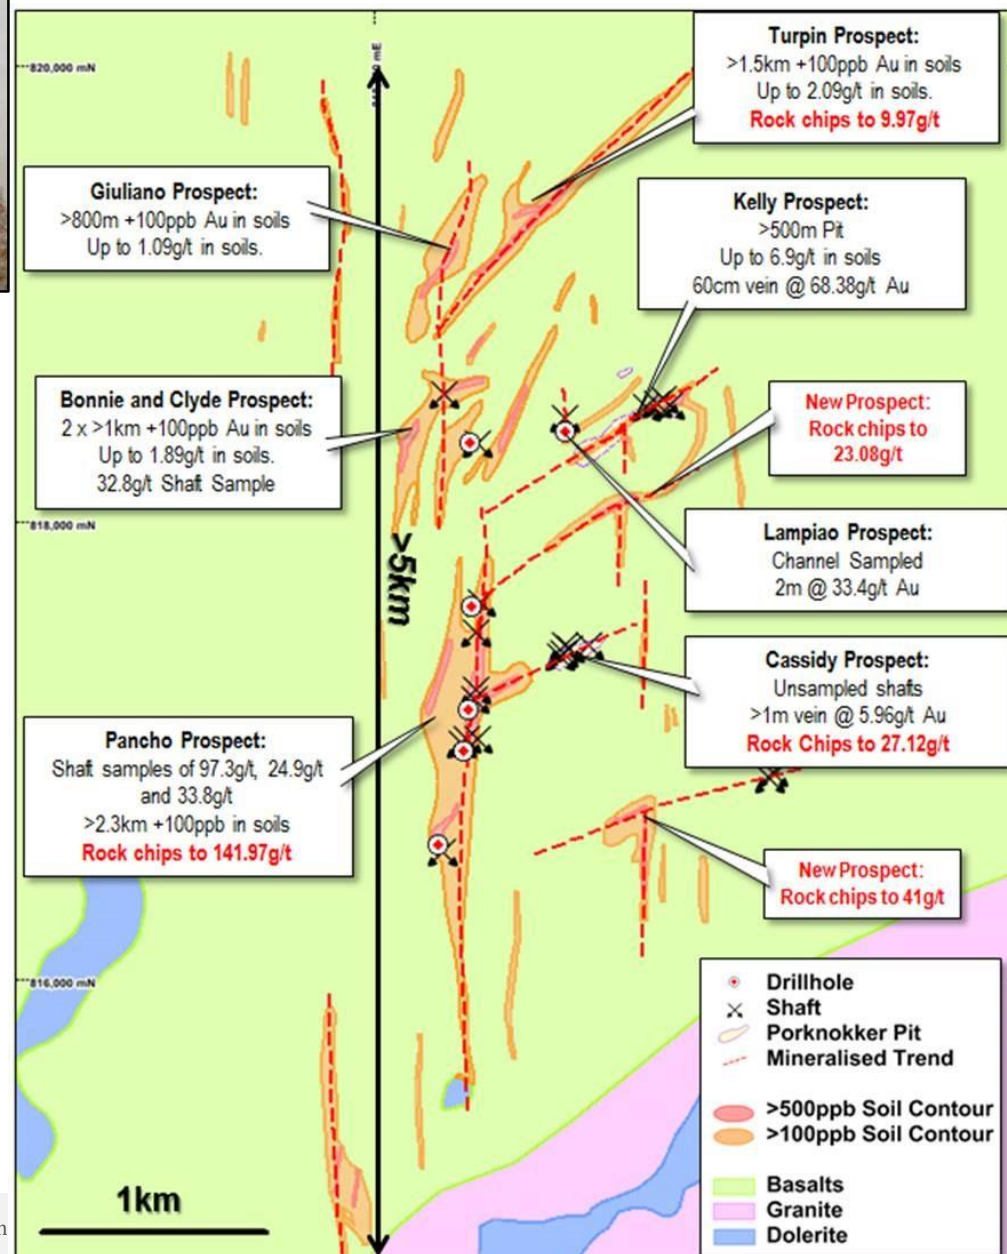 820,000 mN
Turpin Prospect:
>1.5km +100ppb Au in soils
Up to 2.09g/t in soils.
Rock chips to 9.97g/t
Giuliano Prospect:
>800m +100ppb Au in soils
Up to 1.09g/t in soils.
Kelly Prospect:
>500m Pit
Up to 6.9g/t in soils
60cm vein @ 68.38g/t Au
Bonnie and Clyde Prospect:
2 x >1km +100ppb Au in soils
Up to 1.89g/t in soils.
32.8g/t Shaft Sample
New Prospect:
Rock chips to
23.08g/t
818,000 mN
>5km
Lampiao Prospect:
Channel Sampled
2m @ 33.4g/t Au
Cassidy Prospect:
Unsampled shafts
>1m vein @ 5.96g/t Au
Rock Chips to 27.12g/t
Pancho Prospect:
Shaft samples of 97.3g/t, 24.9g/t
and 33.8g/t
>2.3km +100ppb in soils
Rock chips to 141.97g/t
New Prospect:
Rock chips to 41g/t
816,000 mN
Drillhole
Shaft
Porknokker Pit
Mineralised Trend
>500ppb Soil Contour
>100ppb Soil Contour
Basalts
Granite
Dolerite
1km